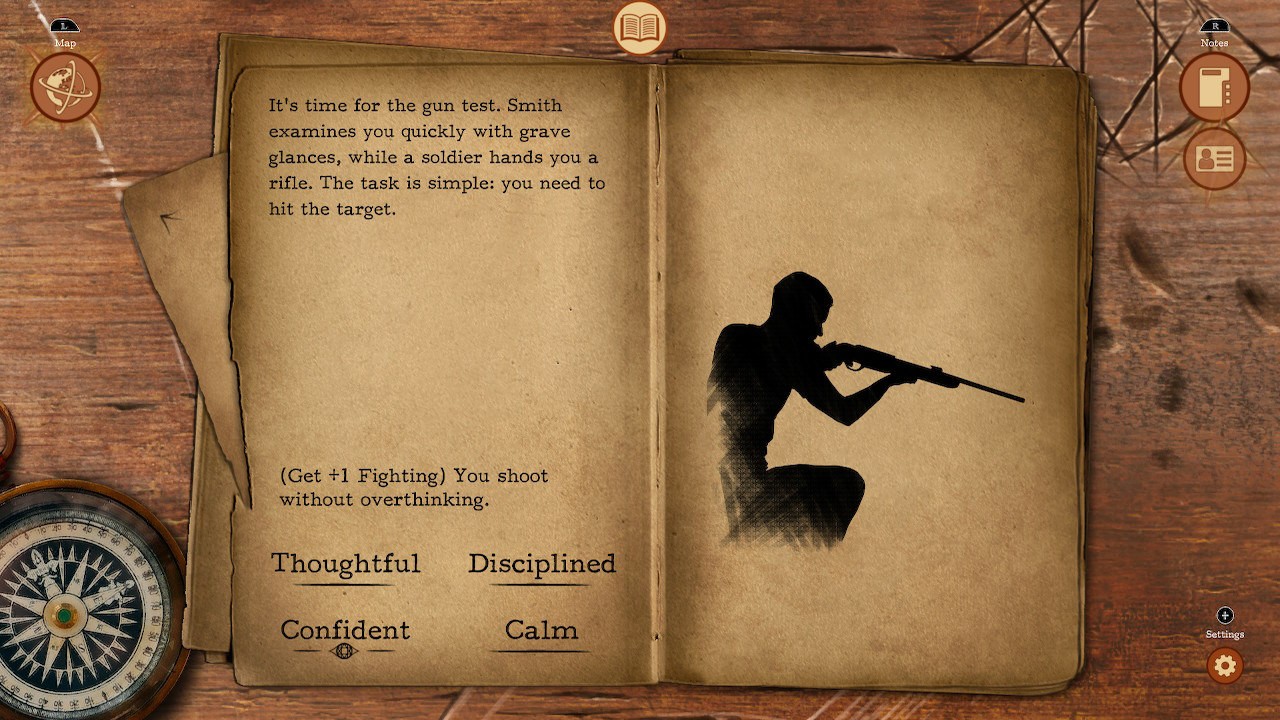 L
Map
R
Notes
It's time for the gun test. Smith
examines you quickly with grave
glances, while a soldier hands you a
rifle. The task is simple: you need to
hit the target.
(Get +1 Fighting) You shoot
without overthinking.
Thoughtful Disciplined
Confident Calm
+
Settings